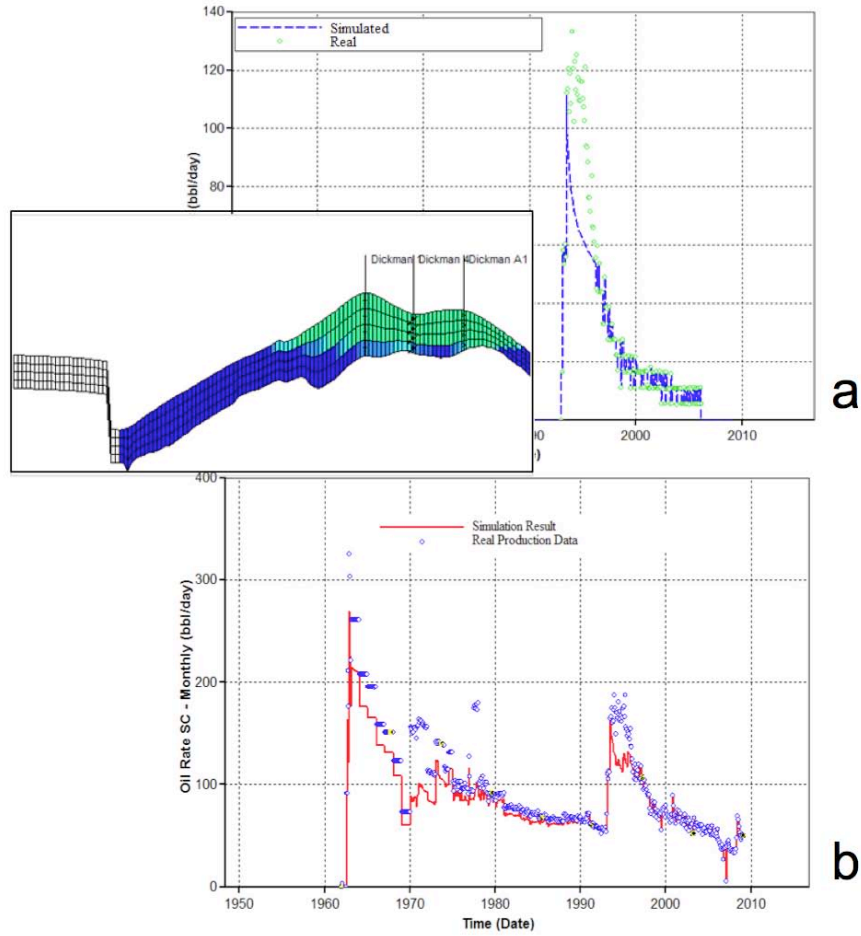 140
Simulated
Real
120
100
80
(bbl/day)
Dickman 1 Dickman 4 Dickman A1
2000
2010
a
400
Simulation Result
Real Production Data
300
200
100
0
Oil Rate SC - Monthly (bbl/day)
1950
1960
1970
1980
1990
2000
2010
Time (Date)
b